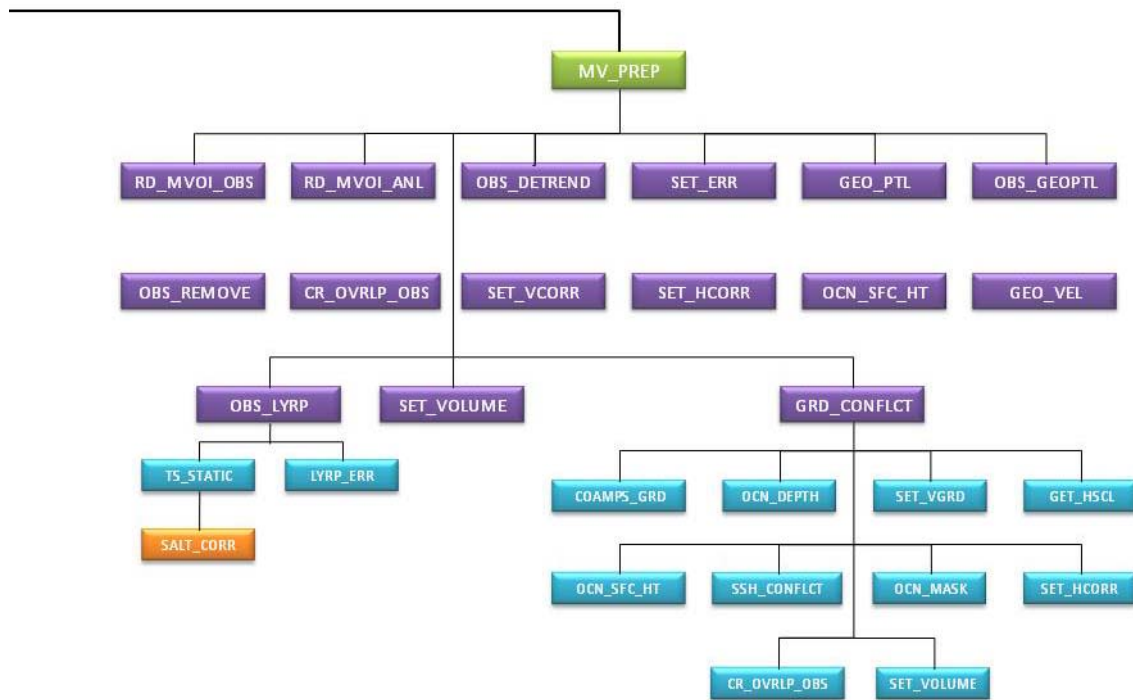 MV_PREP
RD_MVOI_OBS RD_MVOI_ANL OBS_DETREND SET_ERR GEO_PTL OBS_GEOPTL
OBS_REMOVE CR_OVRLP_OBS SET_VCORR SET_HCORR OCN_SFC_HT GEO_VEL
OBS_LYRP SET_VOLUME GRD_CONFLCT
TS_STATIC LYRP_ERR COAMPS_GRD OCN_DEPTH SET_VGRD GET_HSCL
SALT_CORR
OCN_SFC_HT SSH_CONFLCT OCN_MASK SET_HCORR
CR_OVRLP_OBS SET_VOLUME